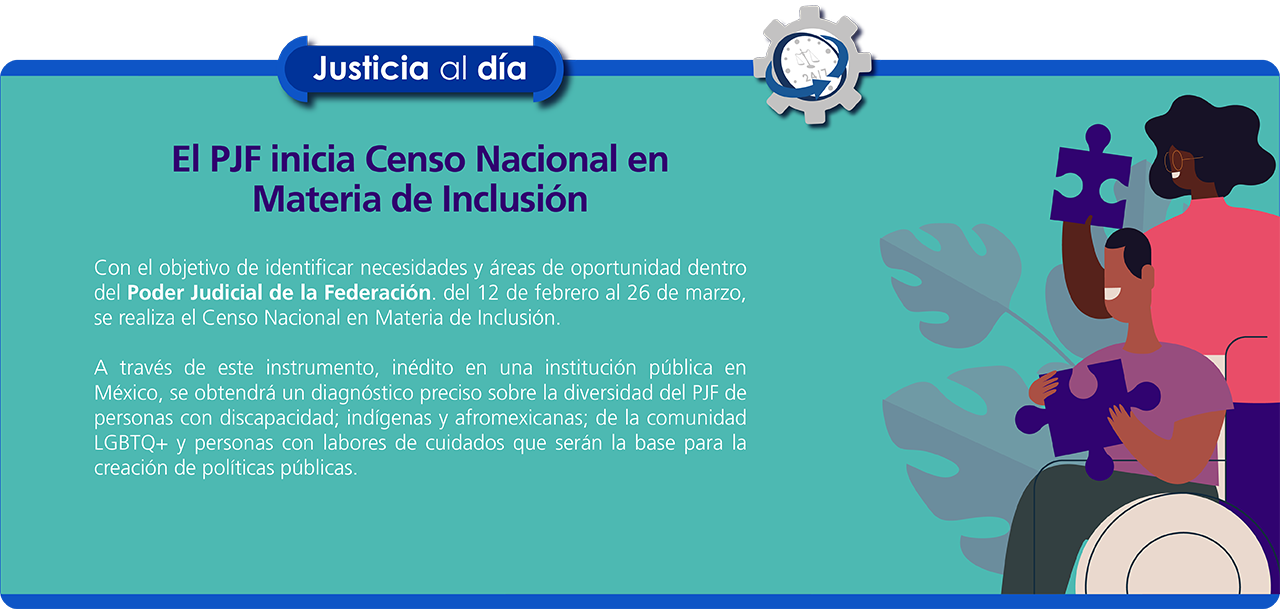 Justicia al día
24/7
El PJF inicia Censo Nacional en
Materia de Inclusión
Con el objetivo de identificar necesidades y áreas de oportunidad dentro
del Poder Judicial de la Federación. del 12 de febrero al 26 de marzo,
se realiza el Censo Nacional en Materia de Inclusión.
A través de este instrumento, inédito en una institución pública en
México, se obtendrá un diagnóstico preciso sobre la diversidad del PJF de
personas con discapacidad; indígenas y afromexicanas; de la comunidad
LGBTQ+ y personas con labores de cuidados que serán la base para la
creación de políticas públicas.